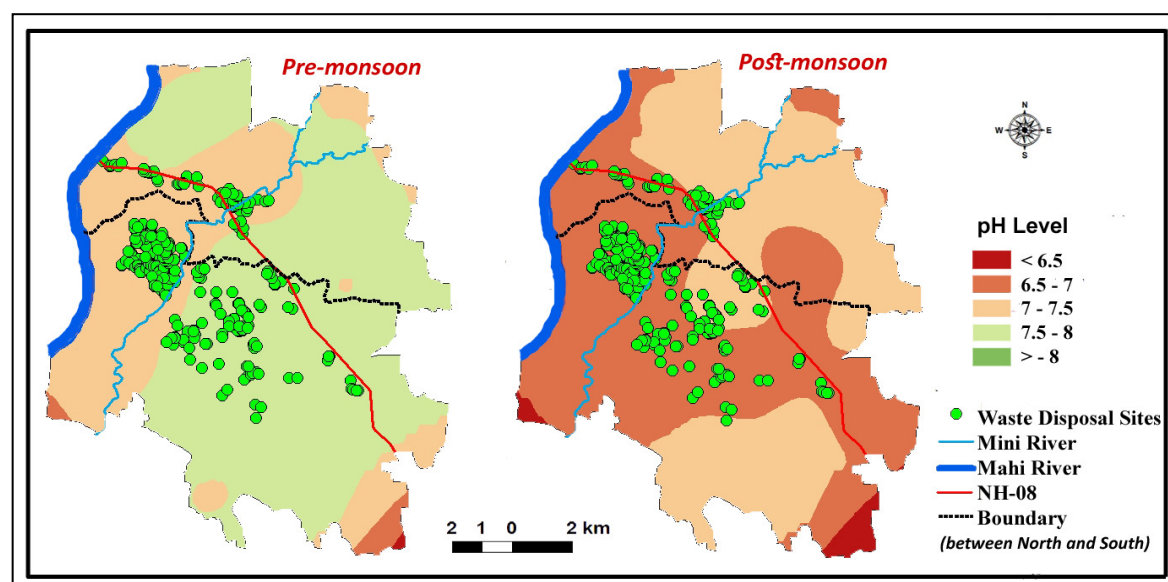 Pre-monsoon
Post-monsoon
N
W E
S
pH Level
< 6.5
6.5 - 7
7 - 7.5
7.5 - 8
> - 8
Waste Disposal Sites
Mini River
Mahi River
NH-08
Boundary
(between North and South)
2 1 0 2 km